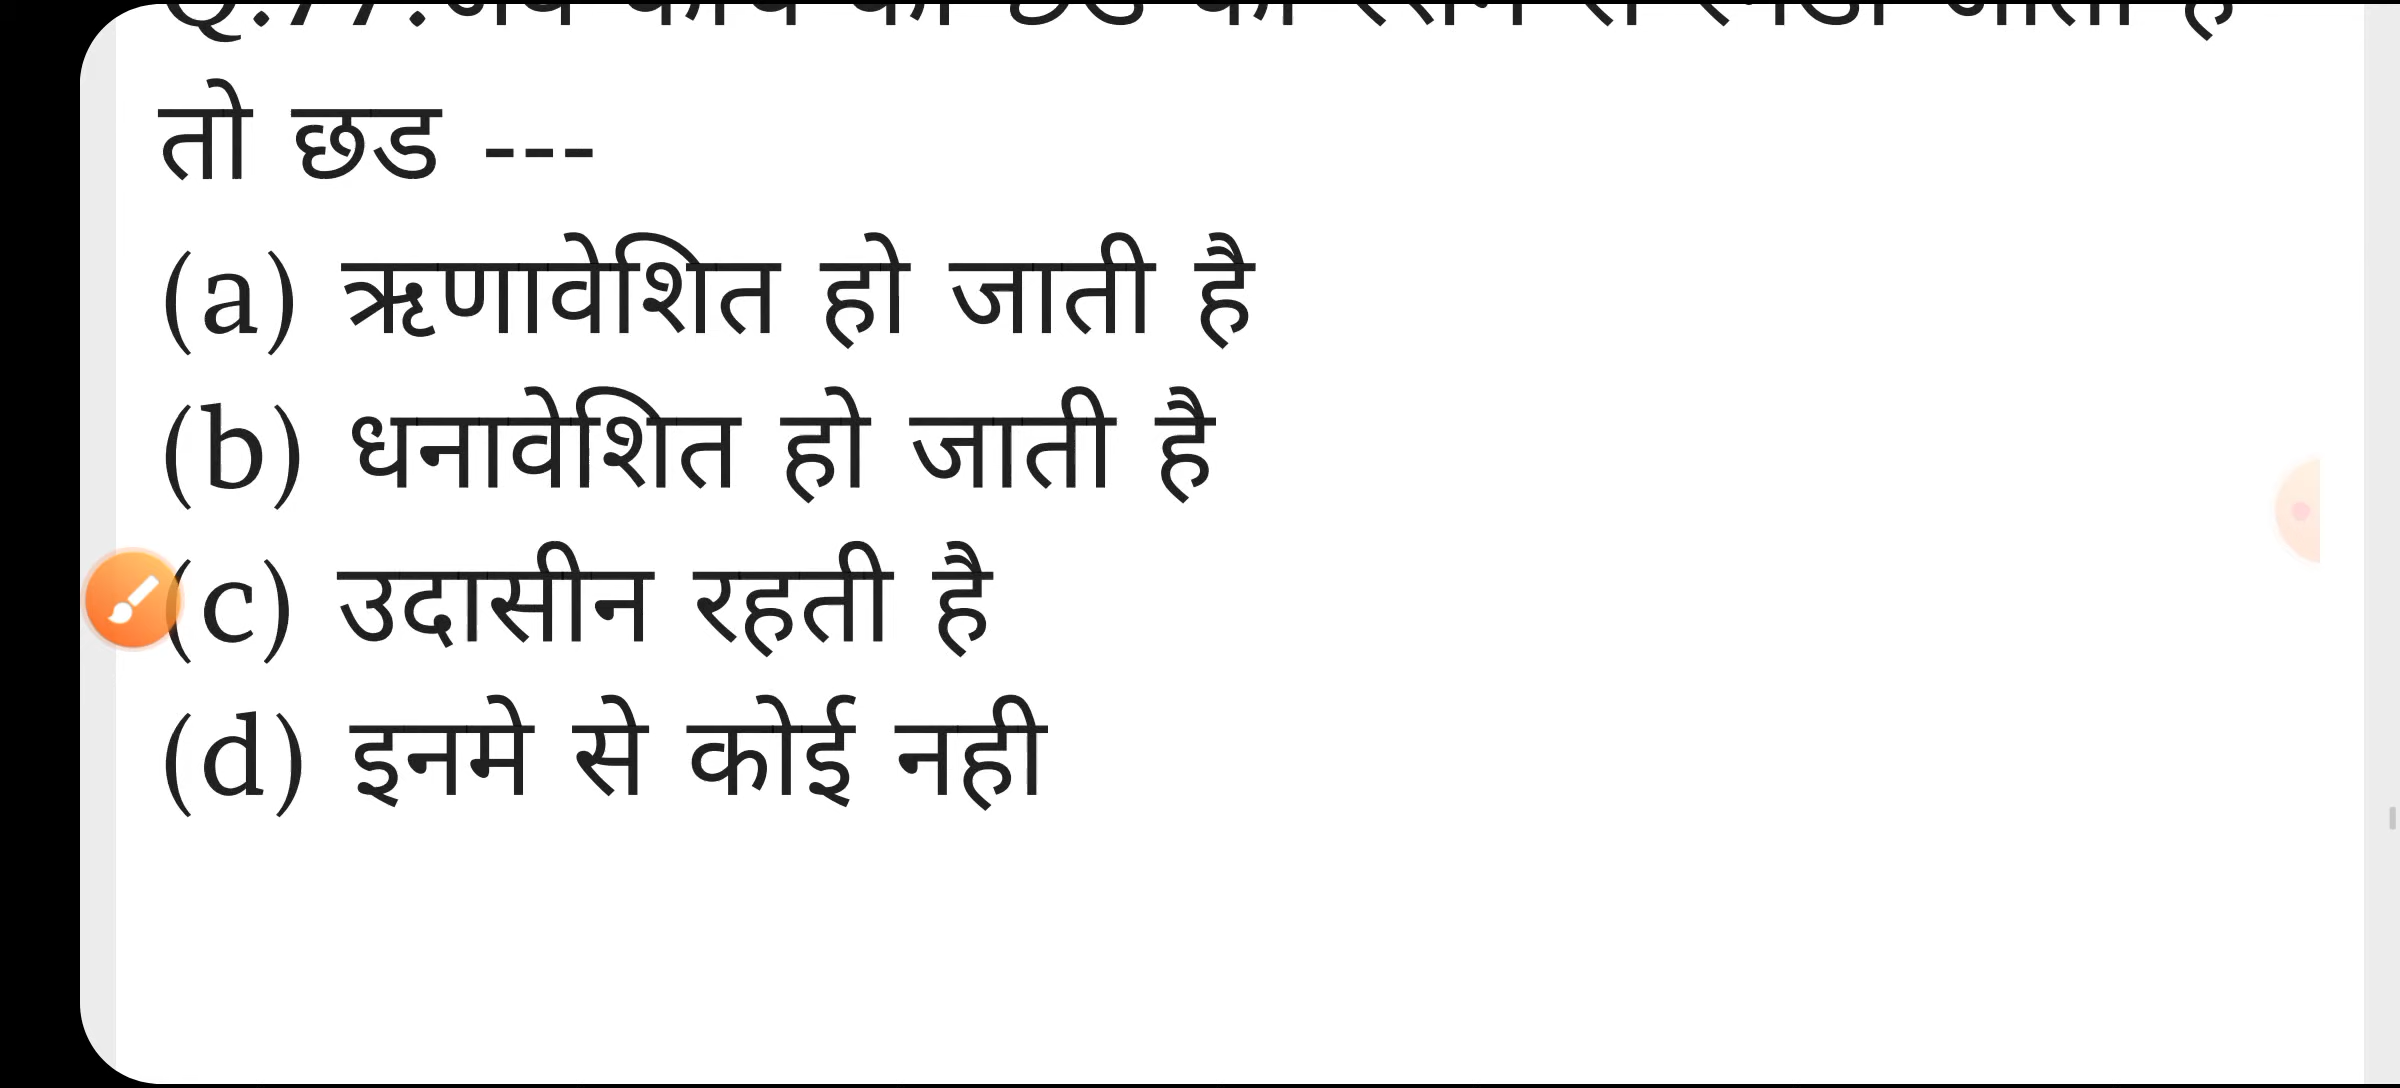 तो छड ---
(a) ऋणावेशित हो जाती है
(b) धनावेशित हो जाती है
(c) उदासीन रहती है
(d) इनमे से कोई नही